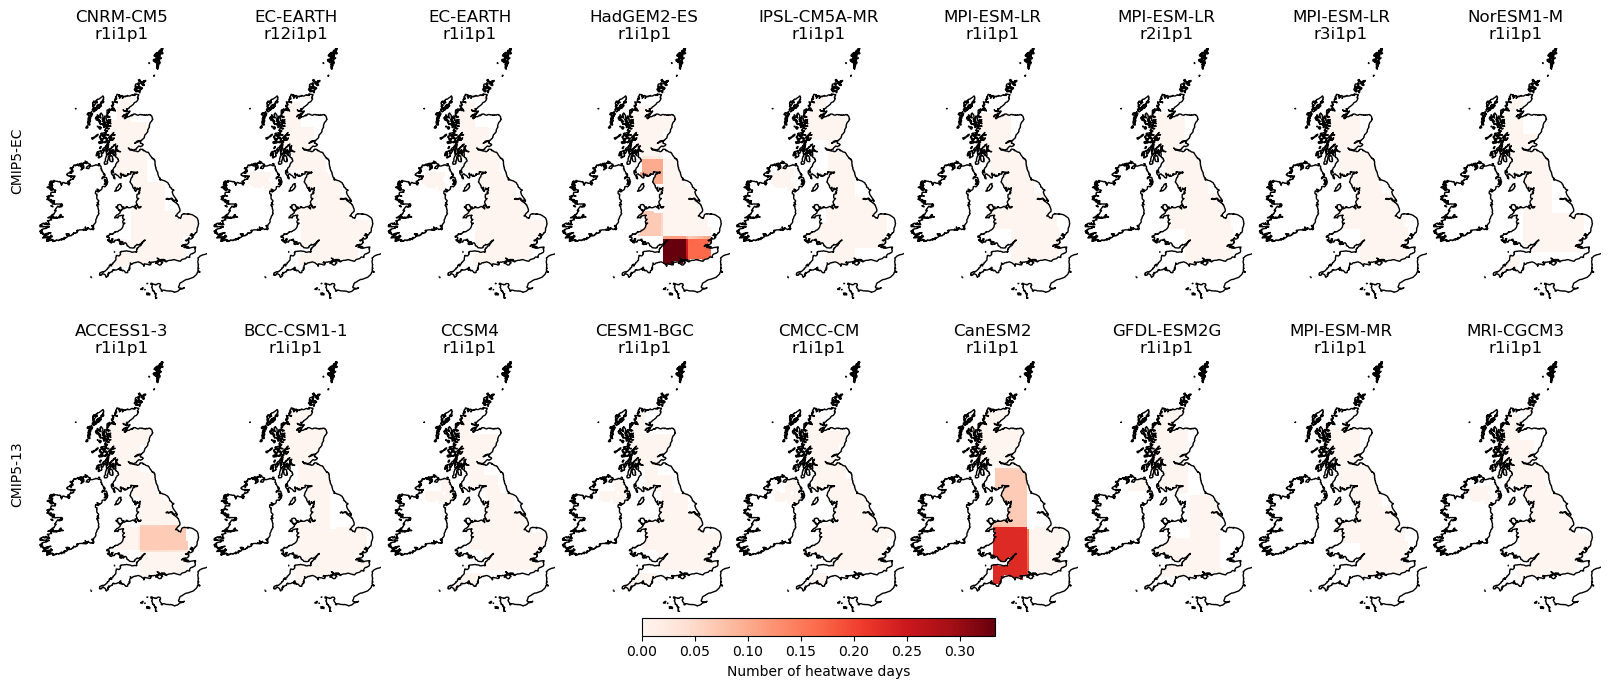 CNRM-CM5
r1i1p1
EC-EARTH
r12i1p1
EC-EARTH
r1i1p1
HadGEM2-ES
r1i1p1
IPSL-CM5A-MR
r1i1p1
MPI-ESM-LR
r1i1p1
MPI-ESM-LR
r2i1p1
MPI-ESM-LR
r3i1p1
NorESM1-M
r1i1p1
CMIP5-EC
ACCESS1-3
r1i1p1
BCC-CSM1-1
r1i1p1
CCSM4
r1i1p1
CESM1-BGC
r1i1p1
CMCC-CM
r1i1p1
CanESM2
r1i1p1
GFDL-ESM2G
r1i1p1
MPI-ESM-MR
r1i1p1
MRI-CGCM3
r1i1p1
CMIP5-13
0.00 0.05 0.10 0.15 0.20 0.25 0.30
Number of heatwave days